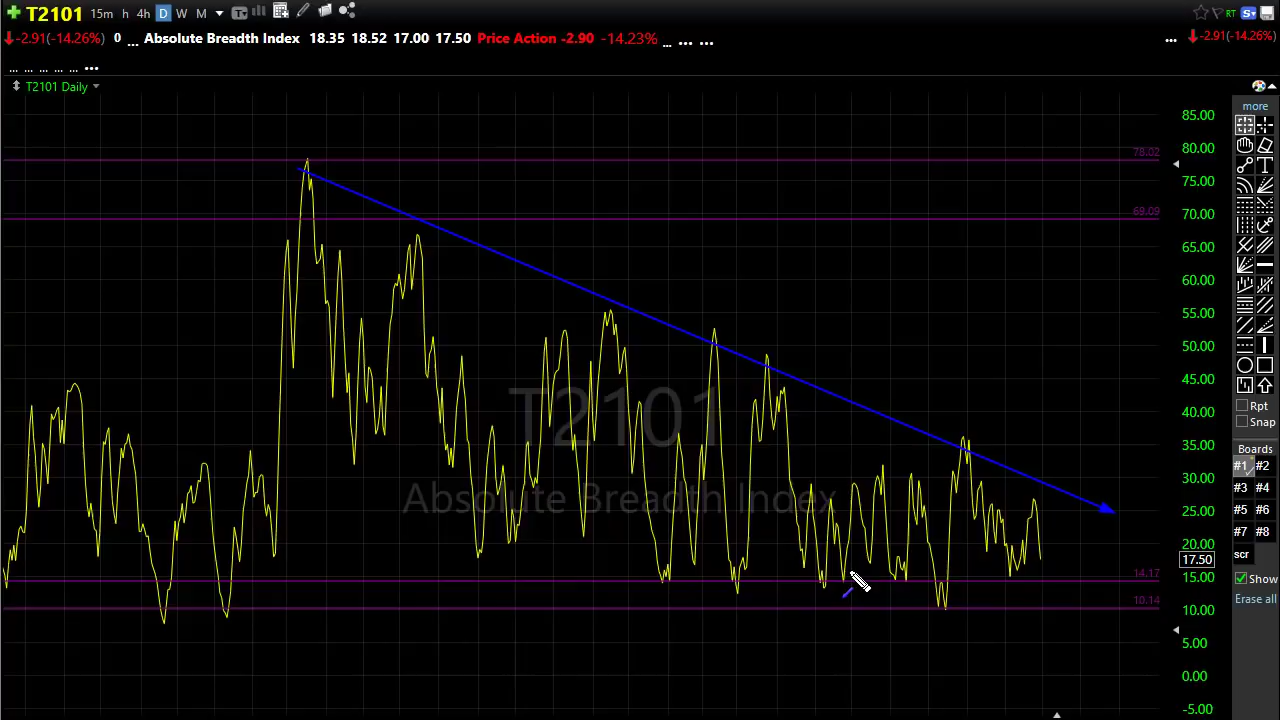 T2101 15m h 4h D W M RT S
-2.91(-14.26%) 0 ... Absolute Breadth Index 18.35 18.52 17.00 17.50 Price Action -2.90 -14.23% ... ... ... ... -2.91(-14.26%)
... ... ... ... ... ...
T2101 Daily
more
85.00
80.00
78.02
75.00
70.00
69.09
65.00
60.00
55.00
50.00
45.00
40.00
35.00
30.00
25.00
20.00
17.50
15.00
14.17
10.00
10.14
5.00
0.00
-5.00
T2101
Absolute Breadth Index
T
Rpt
Snap
Boards
#1 #2
#3 #4
#5 #6
#7 #8
scr
Show
Erase all